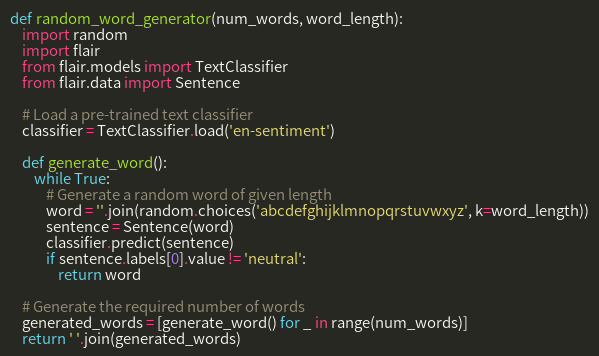 def random_word_generator(num_words, word_length):
import random
import flair
from flair.models import TextClassifier
from flair.data import Sentence
# Load a pre-trained text classifier
classifier = TextClassifier.load('en-sentiment')
def generate_word():
while True:
# Generate a random word of given length
word = ''.join(random.choices('abcdefghijklmnopqrstuvwxyz', k=word_length))
sentence = Sentence(word)
classifier.predict(sentence)
if sentence.labels[0].value != 'neutral':
return word
# Generate the required number of words
generated_words = [generate_word() for _ in range(num_words)]
return ' '.join(generated_words)